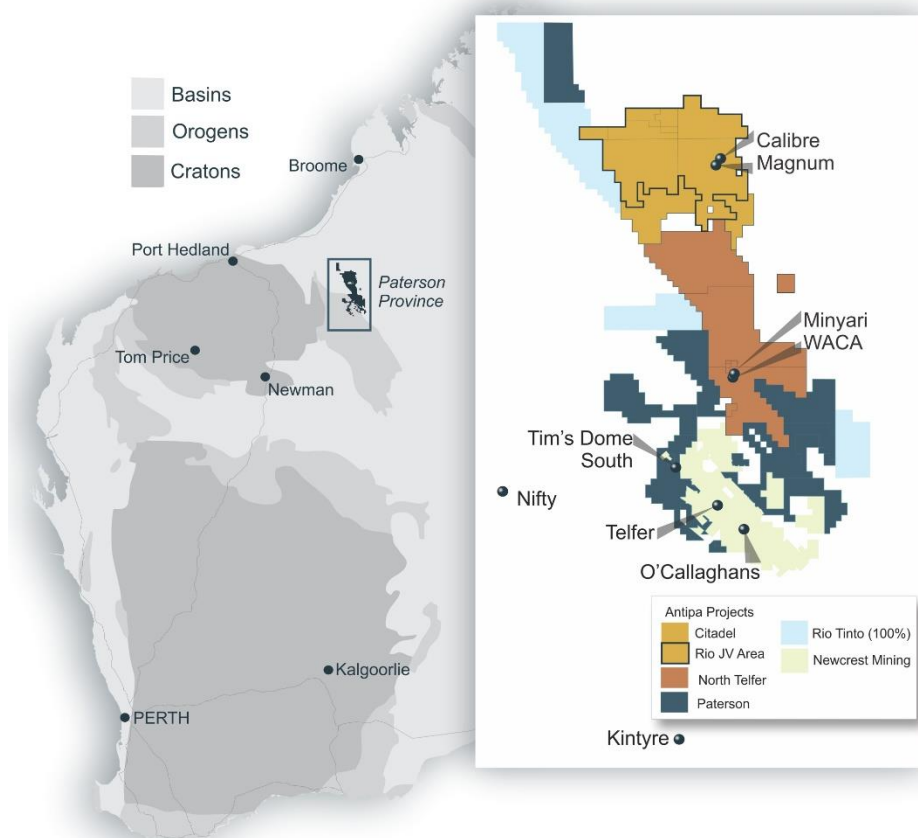 Basins
Orogens
Cratons
Broome
Port Hedland
Paterson
Province
Tom Price
Newman
Kalgoorlie
PERTH
Calibre
Magnum
Minyari
WACA
Tim's Dome
South
Nifty
Telfer
O'Callaghans
Antipa Projects
Citadel
Rio JV Area
North Telfer
Paterson
Rio Tinto (100%)
Newcrest Mining
Kintyre